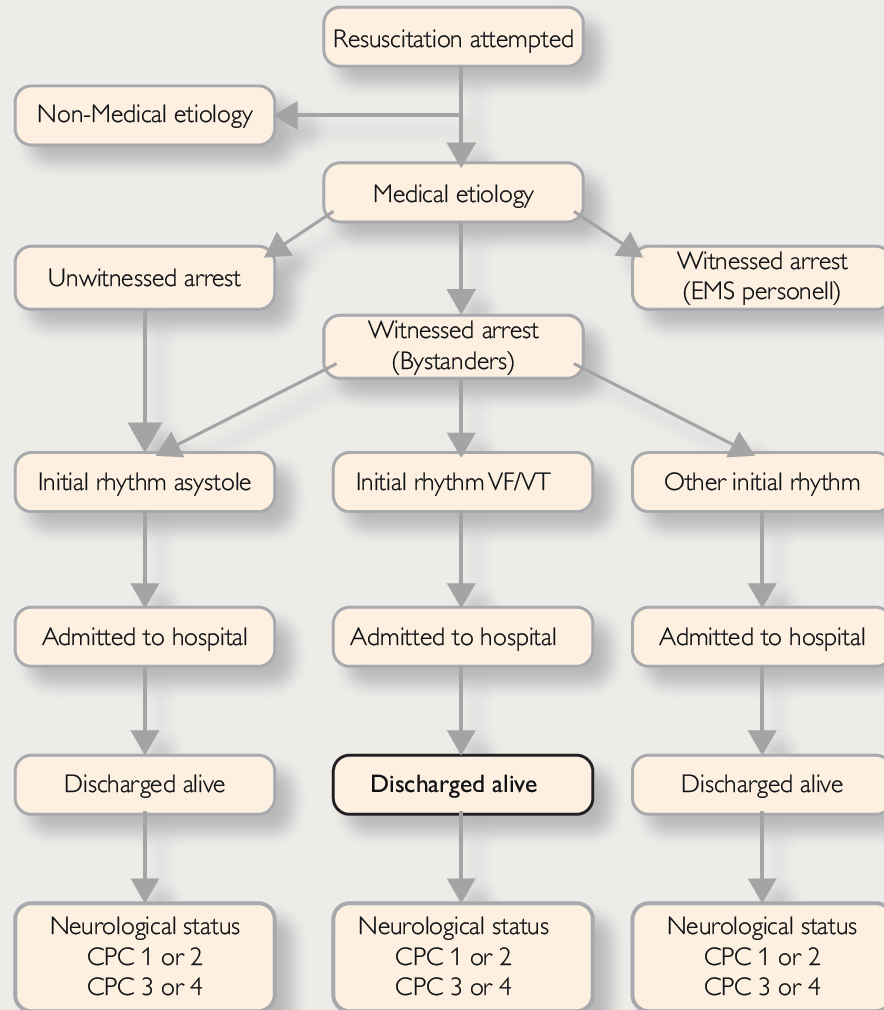 Resuscitation attempted
Non-Medical etiology
Medical etiology
Unwitnessed arrest
Witnessed arrest
(EMS personell)
Witnessed arrest
(Bystanders)
Initial rhythm asystole
Initial rhythm VF/VT
Other initial rhythm
Admitted to hospital
Admitted to hospital
Admitted to hospital
Discharged alive
Discharged alive
Discharged alive
Neurological status
CPC 1 or 2
CPC 3 or 4
Neurological status
CPC 1 or 2
CPC 3 or 4
Neurological status
CPC 1 or 2
CPC 3 or 4